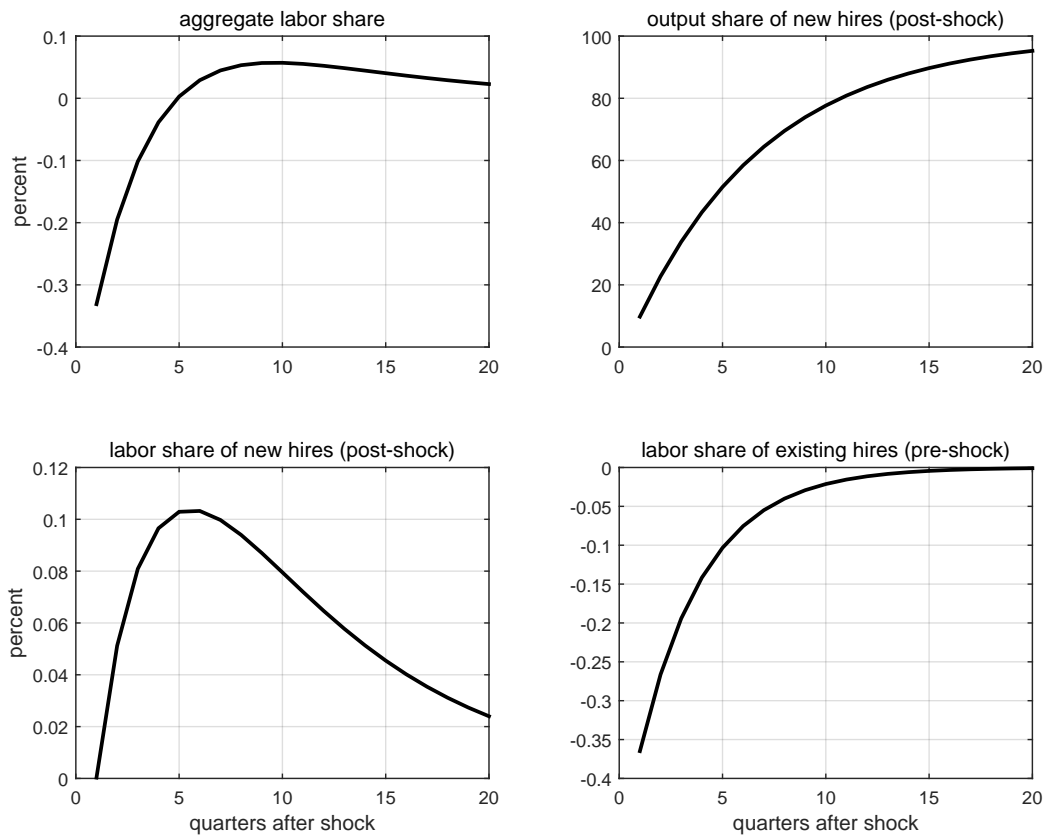 aggregate labor share
percent
0.1
0
-0.1
-0.2
-0.3
-0.4
0 5 10 15 20
output share of new hires (post-shock)
100
80
60
40
20
0
0 5 10 15 20
labor share of new hires (post-shock)
percent
0.12
0.1
0.08
0.06
0.04
0.02
0
0 5 10 15 20
quarters after shock
labor share of existing hires (pre-shock)
0
-0.05
-0.1
-0.15
-0.2
-0.25
-0.3
-0.35
-0.4
0 5 10 15 20
quarters after shock